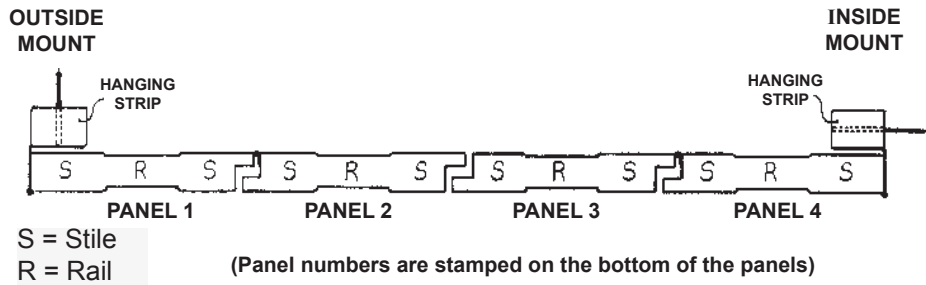 OUTSIDE
MOUNT
INSIDE
MOUNT
HANGING
STRIP
HANGING
STRIP
S R S S R S S R S S R S
PANEL 1 PANEL 2 PANEL 3 PANEL 4
S = Stile
R = Rail
(Panel numbers are stamped on the bottom of the panels)